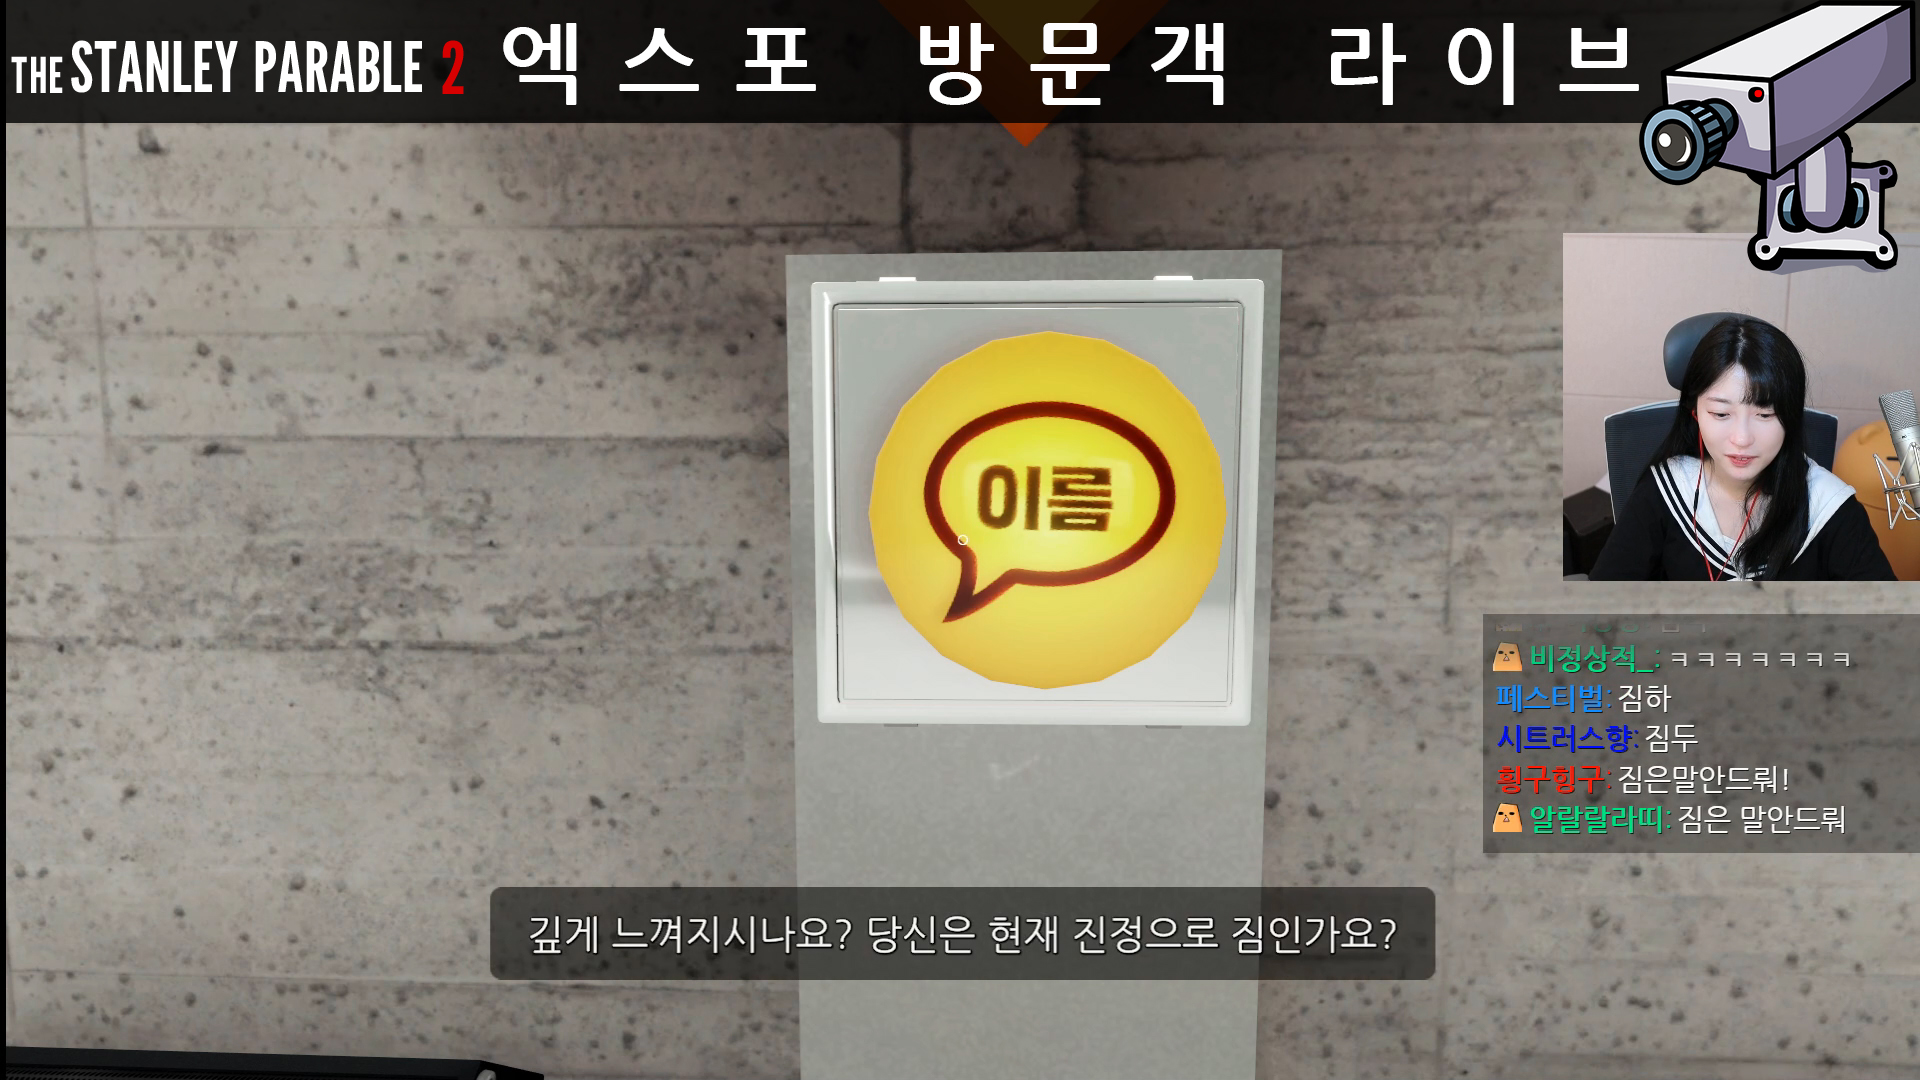 THE STANLEY PARABLE 2 엑스포 방문객 라이브
이름
비정상적_: ㅋㅋㅋㅋㅋㅋㅋ
페스티벌: 짐하
시트러스향: 짐두
횡구헝구: 짐은말안드뤄!
알랄랄라띠: 짐은 말안드뤄
깊게 느껴지시나요? 당신은 현재 진정으로 짐인가요?